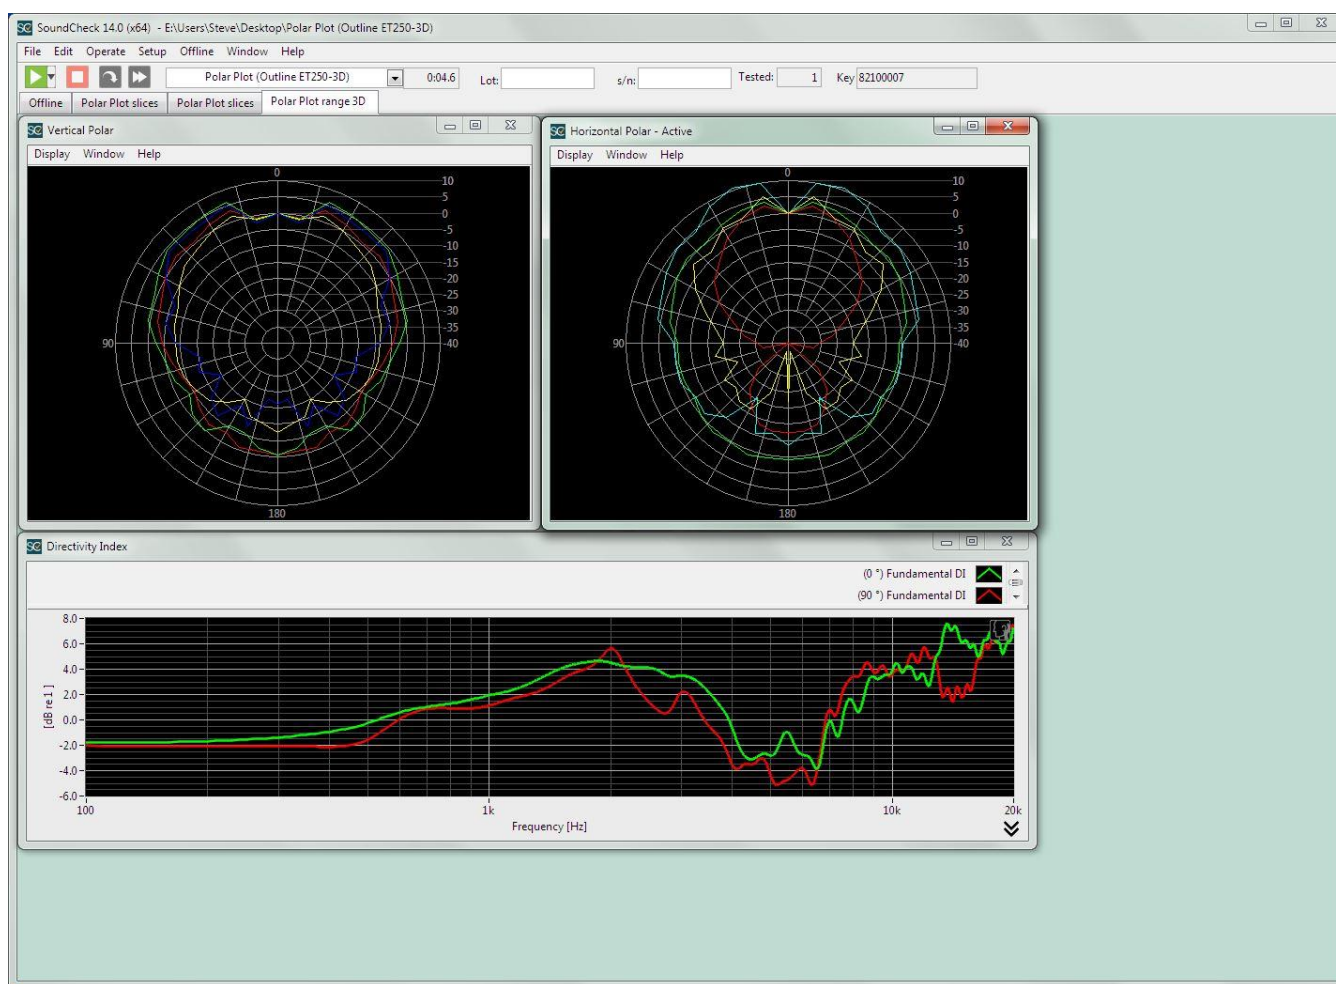 SoundCheck 14.0 (x64) - E:\Users\Steve\Desktop\Polar Plot (Outline ET250-3D)
File Edit Operate Setup Offline Window Help
Polar Plot (Outline ET250-3D) 0:04.6 Lot: s/n: Tested: 1 Key 82100007
Offline Polar Plot slices Polar Plot slices Polar Plot range 3D
SC Vertical Polar
Display Window Help
0
10
5
0
-5
-10
-15
-20
-25
-30
-35
90 -40
180
SC Horizontal Polar - Active
Display Window Help
0
10
5
0
-5
-10
-15
-20
-25
-30
-35
90 -40
180
SC Directivity Index
(0 °) Fundamental DI
(90 °) Fundamental DI
8.0
6.0
4.0
2.0
0.0
-2.0
-4.0
-6.0
[dB re 1 ]
100 1k 10k 20k
Frequency [Hz]